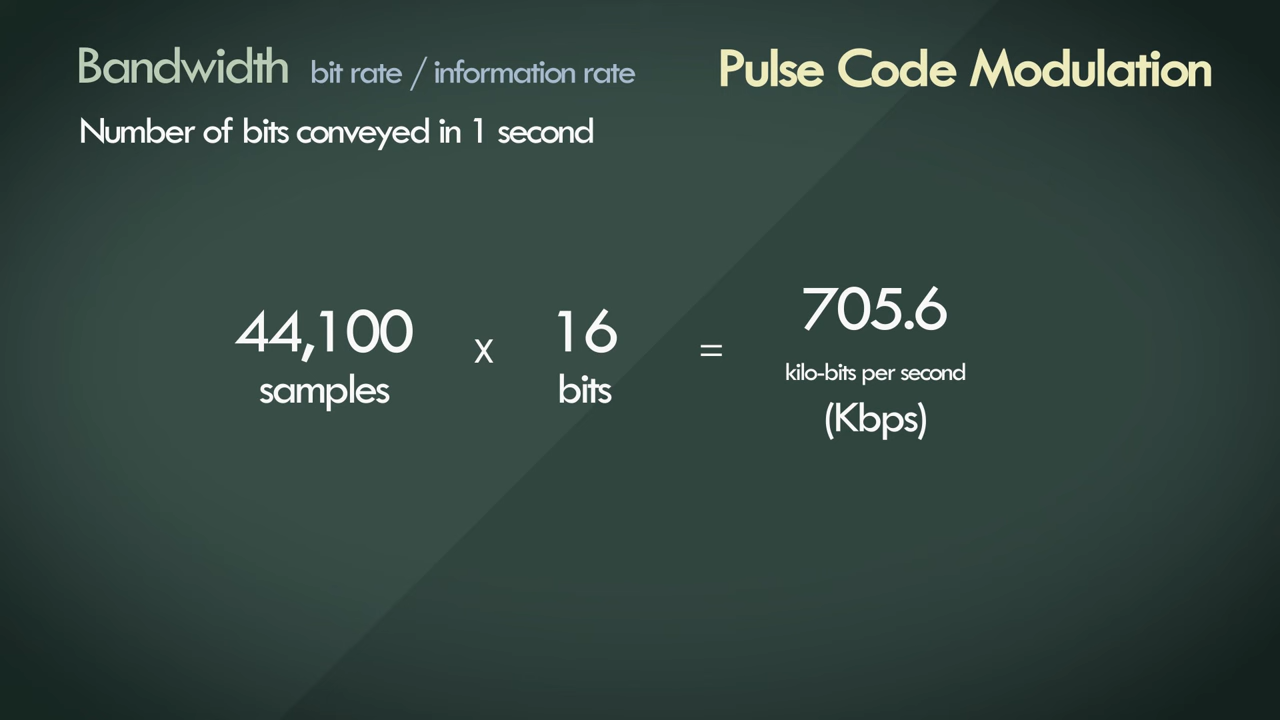 Bandwidth bit rate / information rate
Pulse Code Modulation
Number of bits conveyed in 1 second
44,100 x 16 = 705.6
samples bits kilo-bits per second
(Kbps)